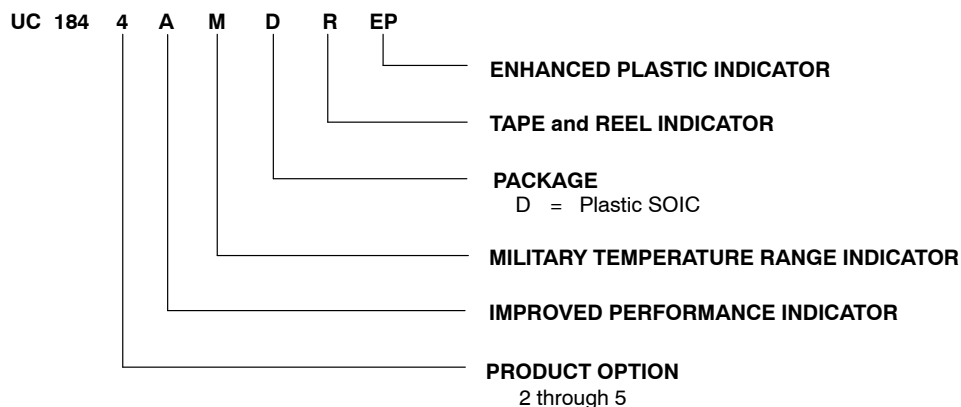 UC 184 4 A M D R EP
ENHANCED PLASTIC INDICATOR
TAPE and REEL INDICATOR
PACKAGE
D = Plastic SOIC
MILITARY TEMPERATURE RANGE INDICATOR
IMPROVED PERFORMANCE INDICATOR
PRODUCT OPTION
2 through 5